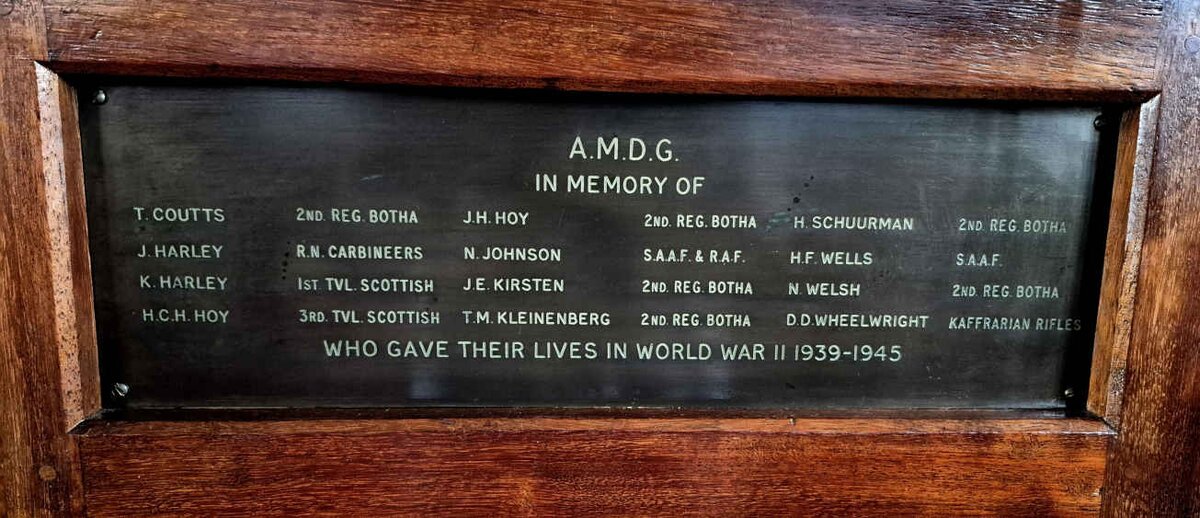 A.M.D.G.
IN MEMORY OF
T. COUTTS 2ND. REG. BOTHA J.H. HOY 2ND. REG. BOTHA H. SCHUURMAN 2ND. REG. BOTHA
J. HARLEY R.N. CARBINEERS N. JOHNSON S.A.A.F. & R.A.F. H.F. WELLS S.A.A.F.
K. HARLEY 1ST TVL. SCOTTISH J.E. KIRSTEN 2ND. REG. BOTHA N. WELSH 2ND. REG. BOTHA
H.C.H. HOY 3RD. TVL. SCOTTISH T.M. KLEINENBERG 2ND. REG. BOTHA D.D. WHEELWRIGHT KAFFRARIAN RIFLES
WHO GAVE THEIR LIVES IN WORLD WAR II 1939-1945